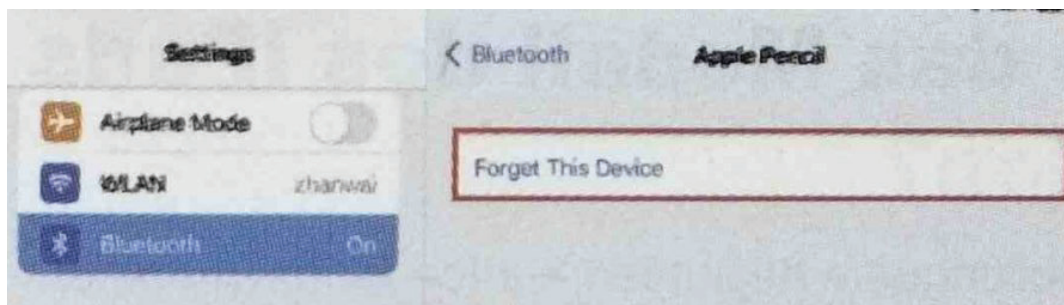 Settings
Airplane Mode
WLAN zhanwai
Bluetooth On
< Bluetooth
Apple Pencil
Forget This Device